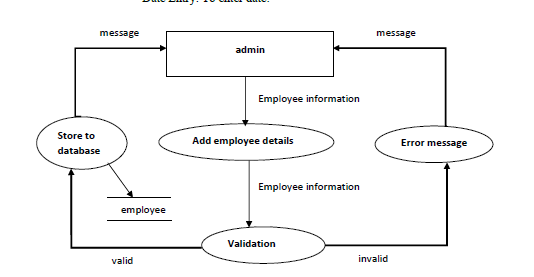 message
message
admin
Employee information
Store to
database
Add employee details
Error message
Employee information
employee
Validation
valid
invalid